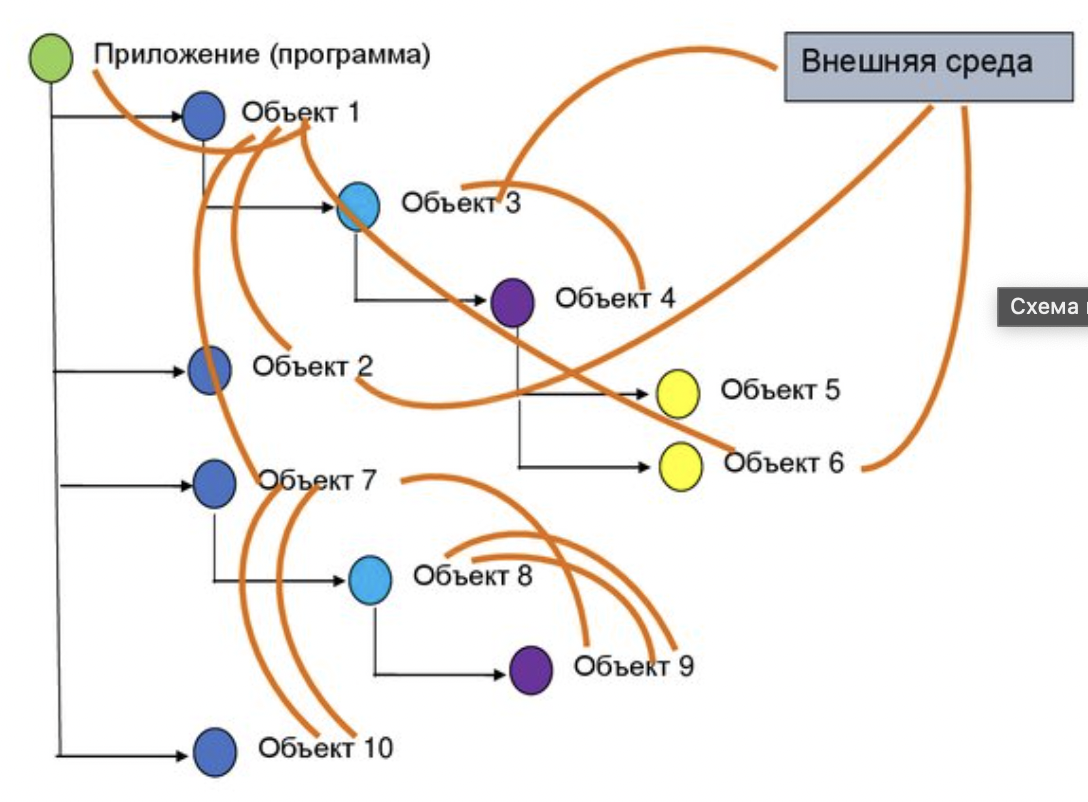 Приложение (программа)
Внешняя среда
Объект 1
Объект 3
Объект 4
Схема
Объект 2
Объект 5
Объект 6
Объект 7
Объект 8
Объект 9
Объект 10